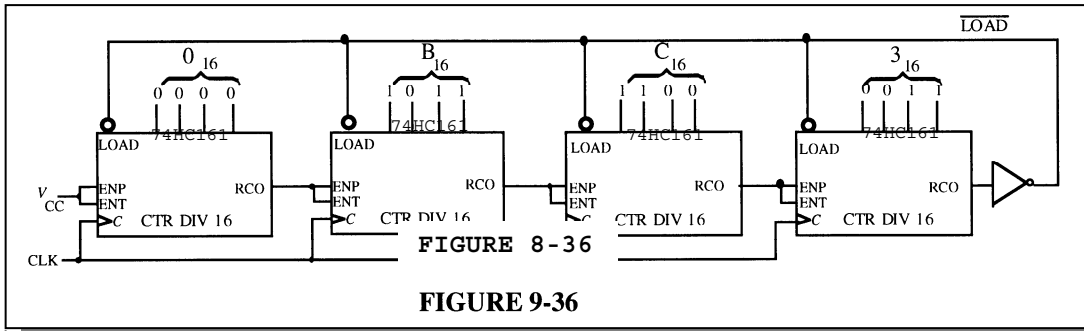 LOAD
0 16 B 16 C 16 3 16
0 0 0 0 1 0 1 1 1 1 0 0 0 0 1 1
74HC161 74HC161 74HC161 74HC161
LOAD LOAD LOAD LOAD
VCC ENP RCO ENP RCO ENP RCO ENP RCO
ENT ENT ENT ENT
C CTR DIV 16 C CTR DIV 16 C CTR DIV 16 C CTR DIV 16
FIGURE 8-36
CLK
FIGURE 9-36